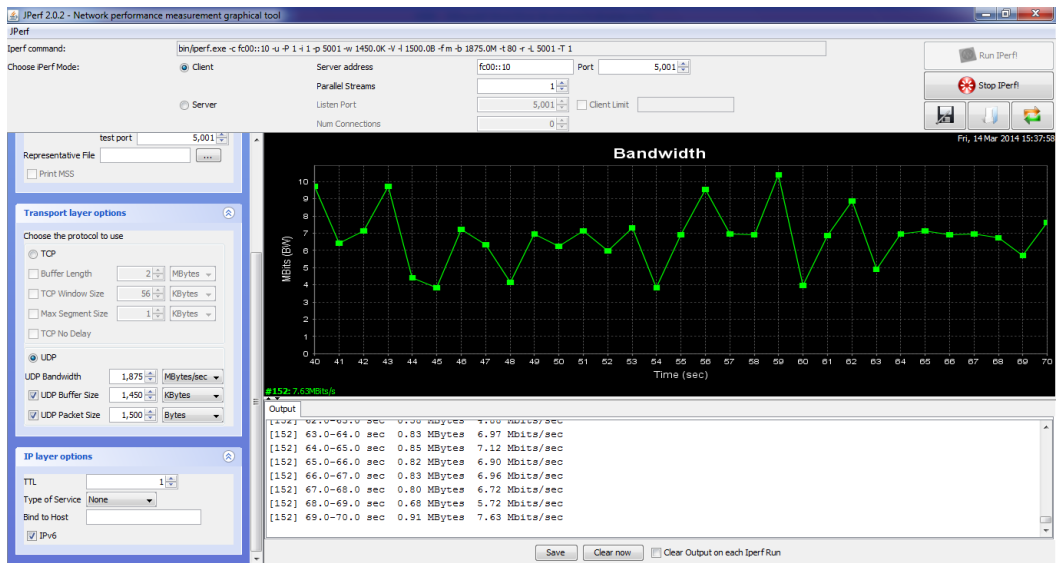 JPerf 2.0.2 - Network performance measurement graphical tool
JPerf
Iperf command:
bin/iperf.exe -c fc00::10 -u -P 1 -i 1 -p 5001 -w 1450.0K -V -l 1500.0B -f m -b 1875.0M -t 80 -r -L 5001 -T 1
Choose iPerf Mode:
Client
Server address
fc00::10
Port
5,001
Parallel Streams
1
Server
Listen Port
5,001
Client Limit
Num Connections
0
Run IPerf!
Stop IPerf!
test port
5,001
Representative File
...
Print MSS
Transport layer options
Choose the protocol to use
TCP
Buffer Length
2
MBytes
TCP Window Size
56
KBytes
Max Segment Size
1
KBytes
TCP No Delay
UDP
UDP Bandwidth
1,875
MBytes/sec
UDP Buffer Size
1,450
KBytes
UDP Packet Size
1,500
Bytes
IP layer options
TTL
1
Type of Service
None
Bind to Host
IPv6
Fri, 14 Mar 2014 15:37:58
Bandwidth
MBits (BW)
10
9
8
7
6
5
4
3
2
1
0
40 41 42 43 44 45 46 47 48 49 50 51 52 53 54 55 56 57 58 59 60 61 62 63 64 65 66 67 68 69 70
Time (sec)
#152: 7.63MBits/s
Output
[152] 62.0-63.0 sec 0.58 MBytes 4.88 Mbits/sec
[152] 63.0-64.0 sec 0.83 MBytes 6.97 Mbits/sec
[152] 64.0-65.0 sec 0.85 MBytes 7.12 Mbits/sec
[152] 65.0-66.0 sec 0.82 MBytes 6.90 Mbits/sec
[152] 66.0-67.0 sec 0.83 MBytes 6.96 Mbits/sec
[152] 67.0-68.0 sec 0.80 MBytes 6.72 Mbits/sec
[152] 68.0-69.0 sec 0.68 MBytes 5.72 Mbits/sec
[152] 69.0-70.0 sec 0.91 MBytes 7.63 Mbits/sec
Save
Clear now
Clear Output on each Iperf Run